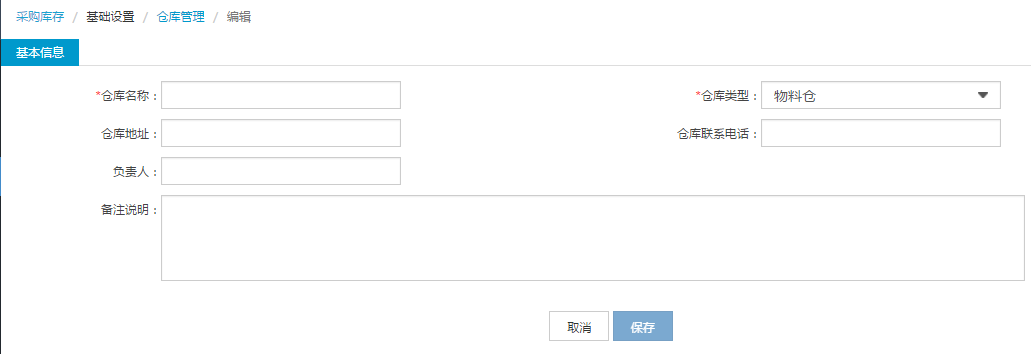 采购库存 / 基础设置 / 仓库管理 / 编辑
基本信息
*仓库名称： *仓库类型： 物料仓
仓库地址： 仓库联系电话：
负责人：
备注说明：
取消 保存